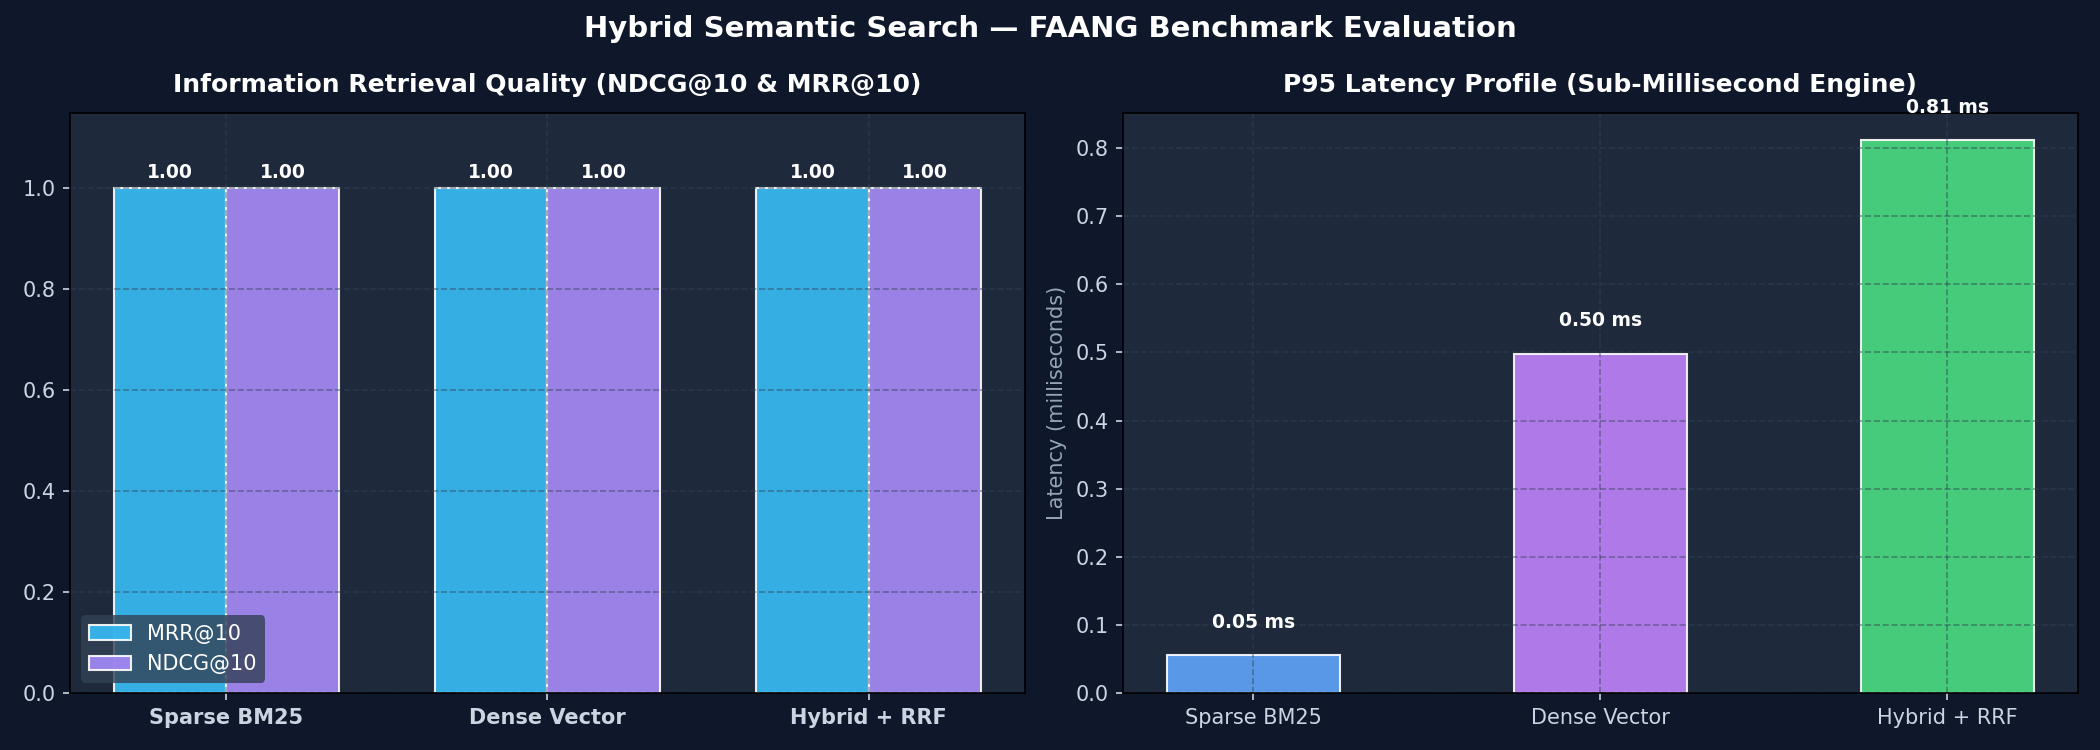 Hybrid Semantic Search — FAANG Benchmark Evaluation
Information Retrieval Quality (NDCG@10 & MRR@10)
1.00 1.00 1.00 1.00 1.00 1.00
1.0
0.8
0.6
0.4
0.2
0.0
MRR@10
NDCG@10
Sparse BM25 Dense Vector Hybrid + RRF
P95 Latency Profile (Sub-Millisecond Engine)
0.81 ms
0.50 ms
0.05 ms
Latency (milliseconds)
0.8
0.7
0.6
0.5
0.4
0.3
0.2
0.1
0.0
Sparse BM25 Dense Vector Hybrid + RRF